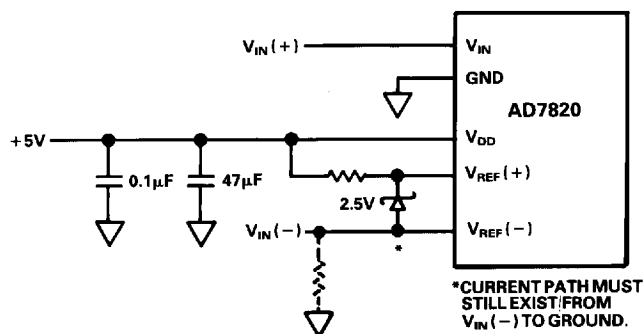 V_IN(+)
V_IN
GND
AD7820
+5V
V_DD
0.1μF
47μF
V_REF(+)
2.5V
V_IN(−)
V_REF(−)
*
*CURRENT PATH MUST
STILL EXIST FROM
V_IN(−) TO GROUND.